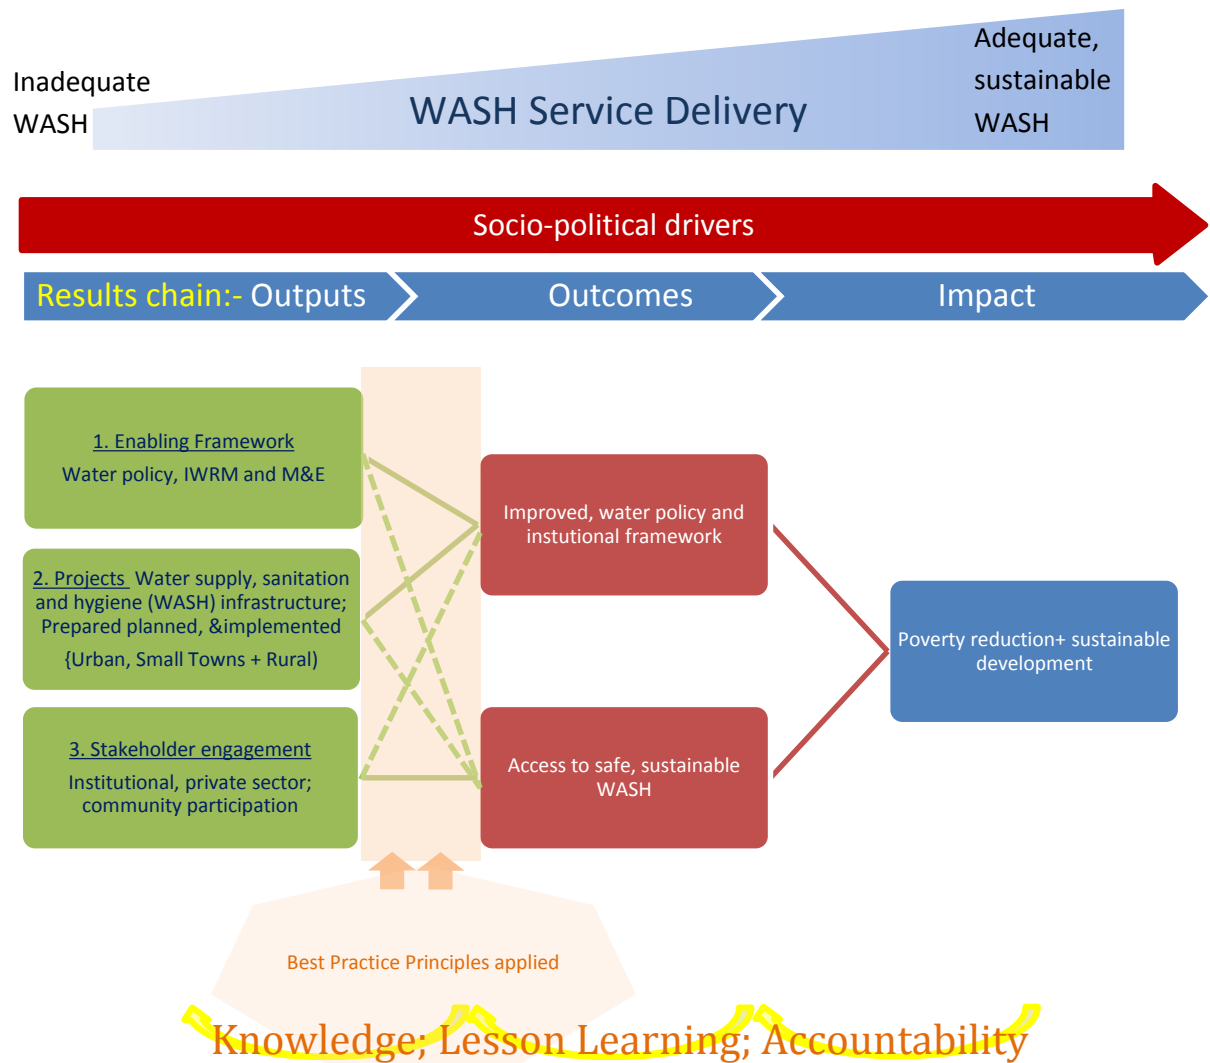 Inadequate
WASH
WASH Service Delivery
Adequate,
sustainable
WASH
Socio-political drivers
Results chain:- Outputs
Outcomes
Impact
1. Enabling Framework
Water policy, IWRM and M&E
2. Projects Water supply, sanitation
and hygiene (WASH) infrastructure;
Prepared planned, &implemented
{Urban, Small Towns + Rural)
3. Stakeholder engagement
Institutional, private sector;
community participation
Improved, water policy and
instutional framework
Access to safe, sustainable
WASH
Poverty reduction+ sustainable
development
Best Practice Principles applied
Knowledge; Lesson Learning; Accountability